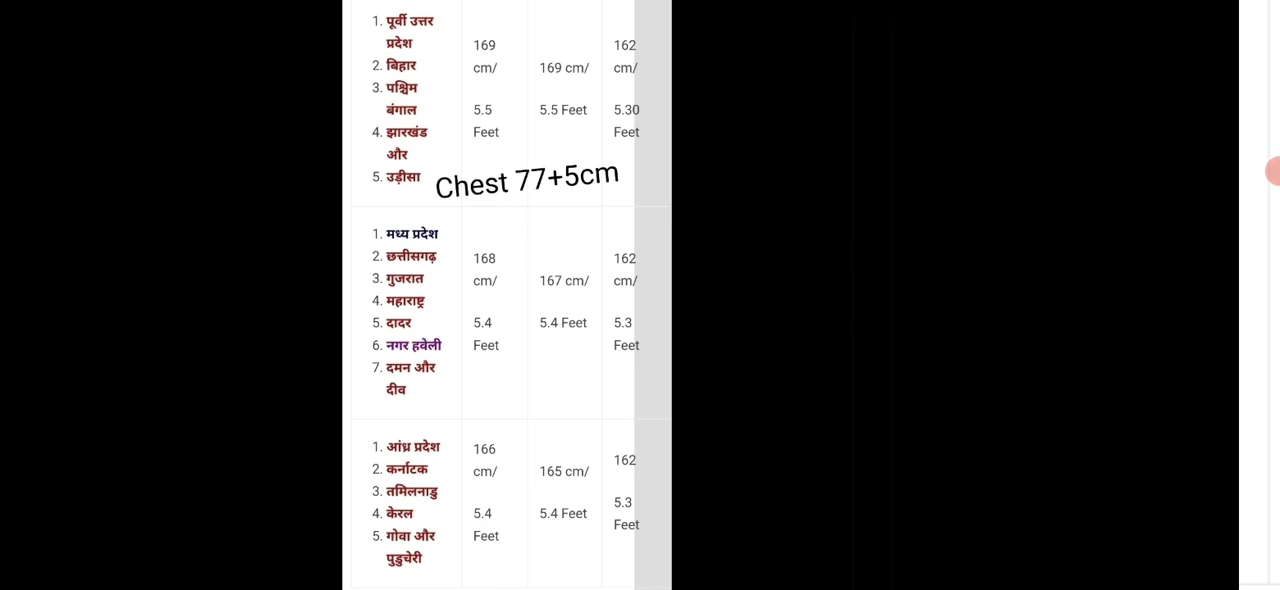 1. पूर्वी उत्तर
प्रदेश
2. बिहार
3. पश्चिम
बंगाल
4. झारखंड
और
5. उड़ीसा
169
cm/
5.5
Feet
169 cm/
5.5 Feet
162
cm/
5.30
Feet
Chest 77+5cm
1. मध्य प्रदेश
2. छत्तीसगढ़
3. गुजरात
4. महाराष्ट्र
5. दादर
6. नगर हवेली
7. दमन और
दीव
168
cm/
5.4
Feet
167 cm/
5.4 Feet
162
cm/
5.3
Feet
1. आंध्र प्रदेश
2. कर्नाटक
3. तमिलनाडु
4. केरल
5. गोवा और
पुडुचेरी
166
cm/
5.4
Feet
165 cm/
5.4 Feet
162
5.3
Feet